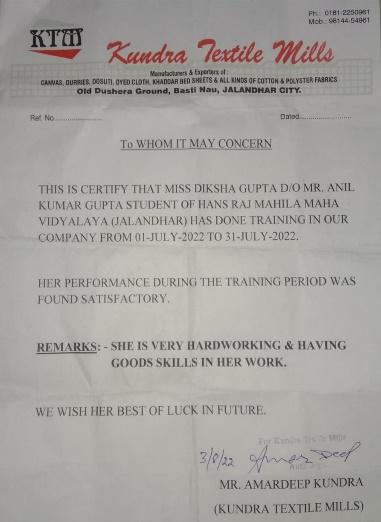 Ph.: 0181-2250961
Mob.: 98144-54961
KTM
Kundra Textile Mills
Manufacturers & Exporters of :
CANVAS, DURRIES, DOSUTI, DYED CLOTH, KHADDAR BED SHEETS & ALL KINDS OF COTTON & POLYSTER FABRICS
Old Dushera Ground, Basti Nau, JALANDHAR CITY.
Ref. No.................... Dated.....................
To WHOM IT MAY CONCERN
THIS IS CERTIFY THAT MISS DIKSHA GUPTA D/O MR. ANIL
KUMAR GUPTA STUDENT OF HANS RAJ MAHILA MAHA
VIDYALAYA (JALANDHAR) HAS DONE TRAINING IN OUR
COMPANY FROM 01-JULY-2022 TO 31-JULY-2022.
HER PERFORMANCE DURING THE TRAINING PERIOD WAS
FOUND SATISFACTORY.
REMARKS: - SHE IS VERY HARDWORKING & HAVING
GOODS SKILLS IN HER WORK.
WE WISH HER BEST OF LUCK IN FUTURE.
For Kundra Textile Mills
3/8/22 Amar Deep
MR. AMARDEEP KUNDRA
(KUNDRA TEXTILE MILLS)